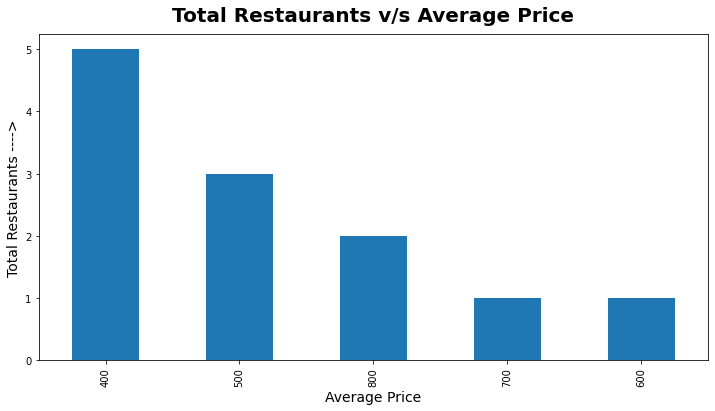 Total Restaurants v/s Average Price
Total Restaurants ---->
5
4
3
2
1
0
400 500 800 700 600
Average Price